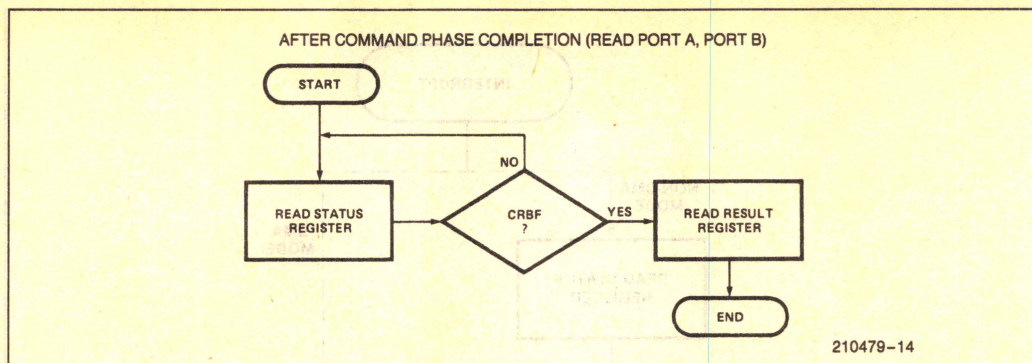 AFTER COMMAND PHASE COMPLETION (READ PORT A, PORT B)
START
NO
READ STATUS
REGISTER
CRBF
?
YES
READ RESULT
REGISTER
END
210479-14